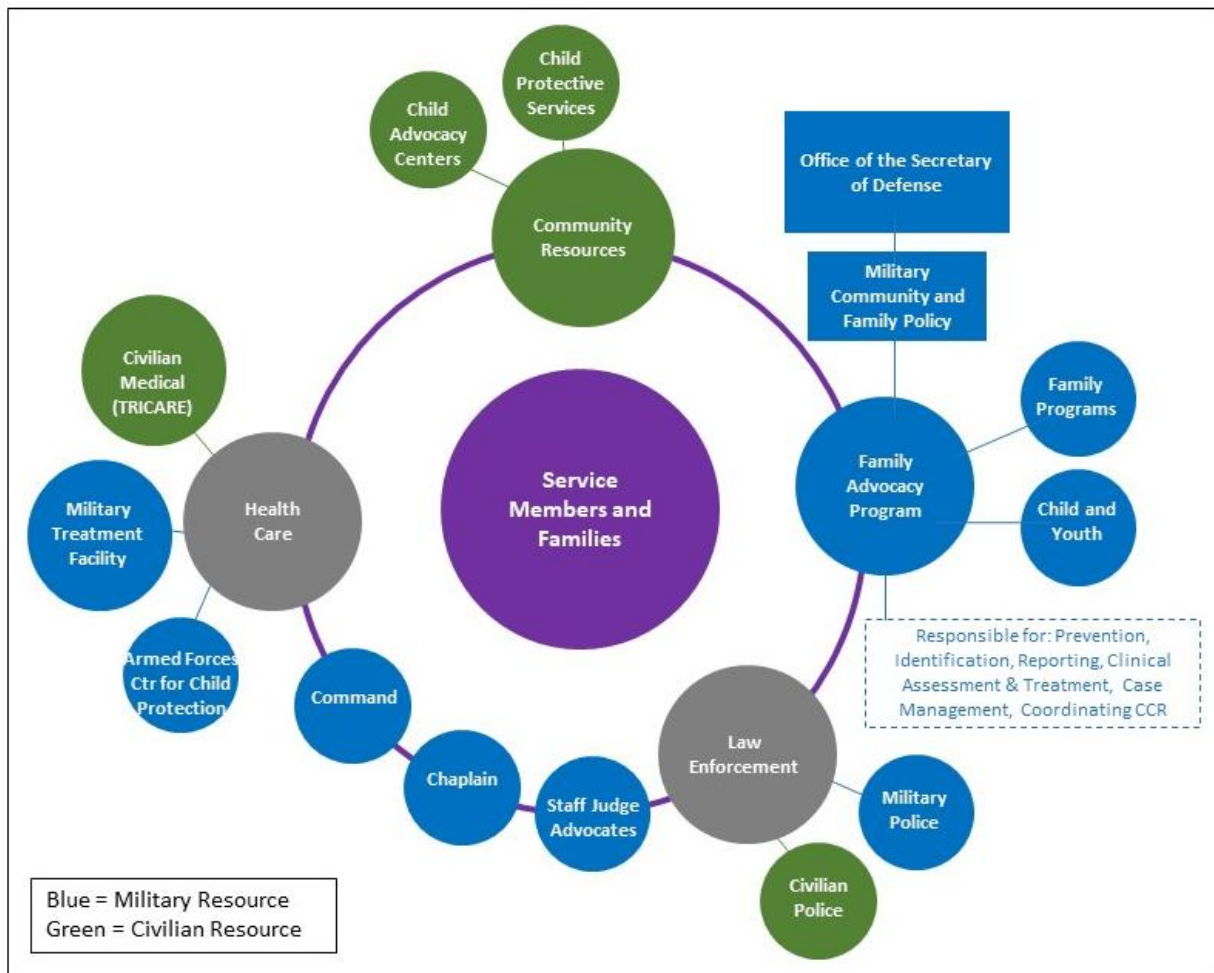 Child
Protective
Services
Child
Advocacy
Centers
Community
Resources
Office of the Secretary
of Defense
Military
Community and
Family Policy
Civilian
Medical
(TRICARE)
Family
Programs
Family
Advocacy
Program
Child and
Youth
Service
Members and
Families
Health
Care
Military
Treatment
Facility
Armed Forces
Ctr for Child
Protection
Responsible for: Prevention,
Identification, Reporting, Clinical
Assessment & Treatment, Case
Management, Coordinating CCR
Command
Chaplain
Staff Judge
Advocates
Law
Enforcement
Military
Police
Civilian
Police
Blue = Military Resource
Green = Civilian Resource